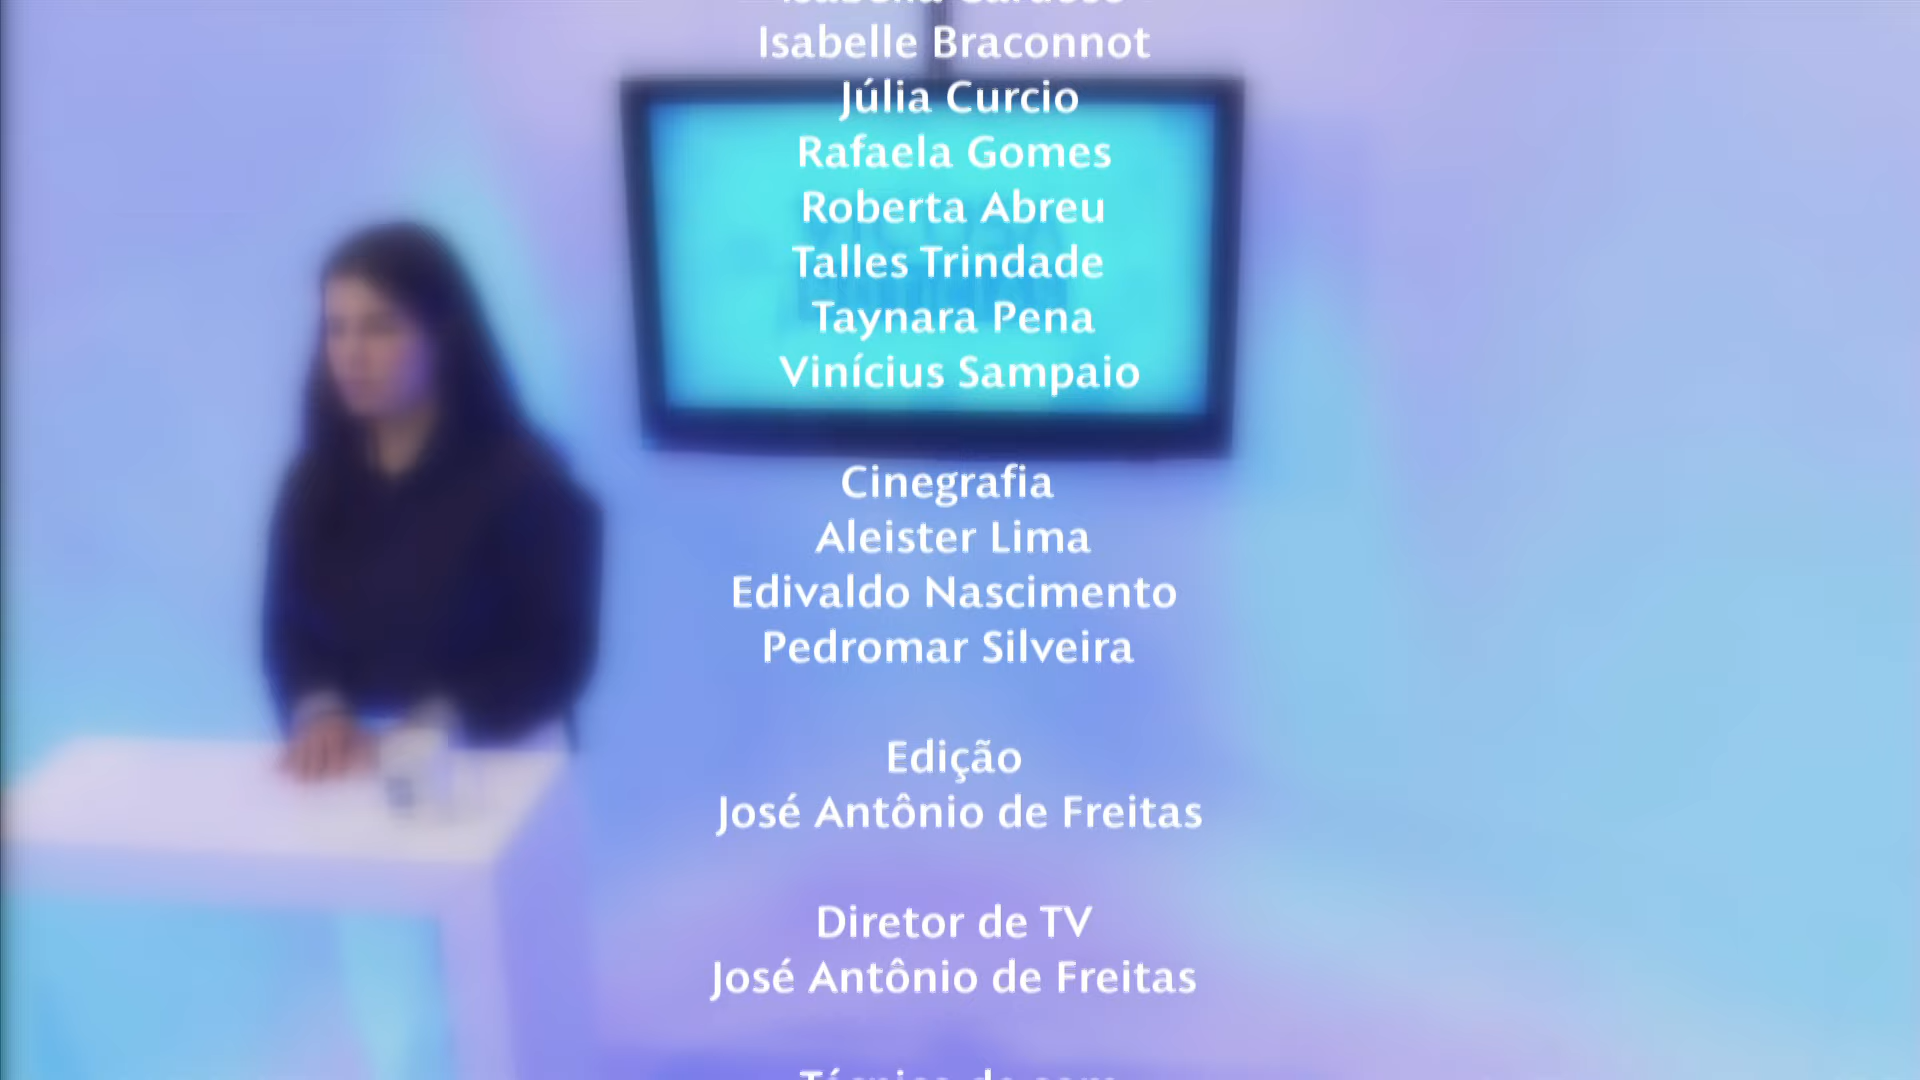 Isabelle Braconnot
Júlia Curcio
Rafaela Gomes
Roberta Abreu
Talles Trindade
Taynara Pena
Vinícius Sampaio
Cinegrafia
Aleister Lima
Edivaldo Nascimento
Pedromar Silveira
Edição
José Antônio de Freitas
Diretor de TV
José Antônio de Freitas